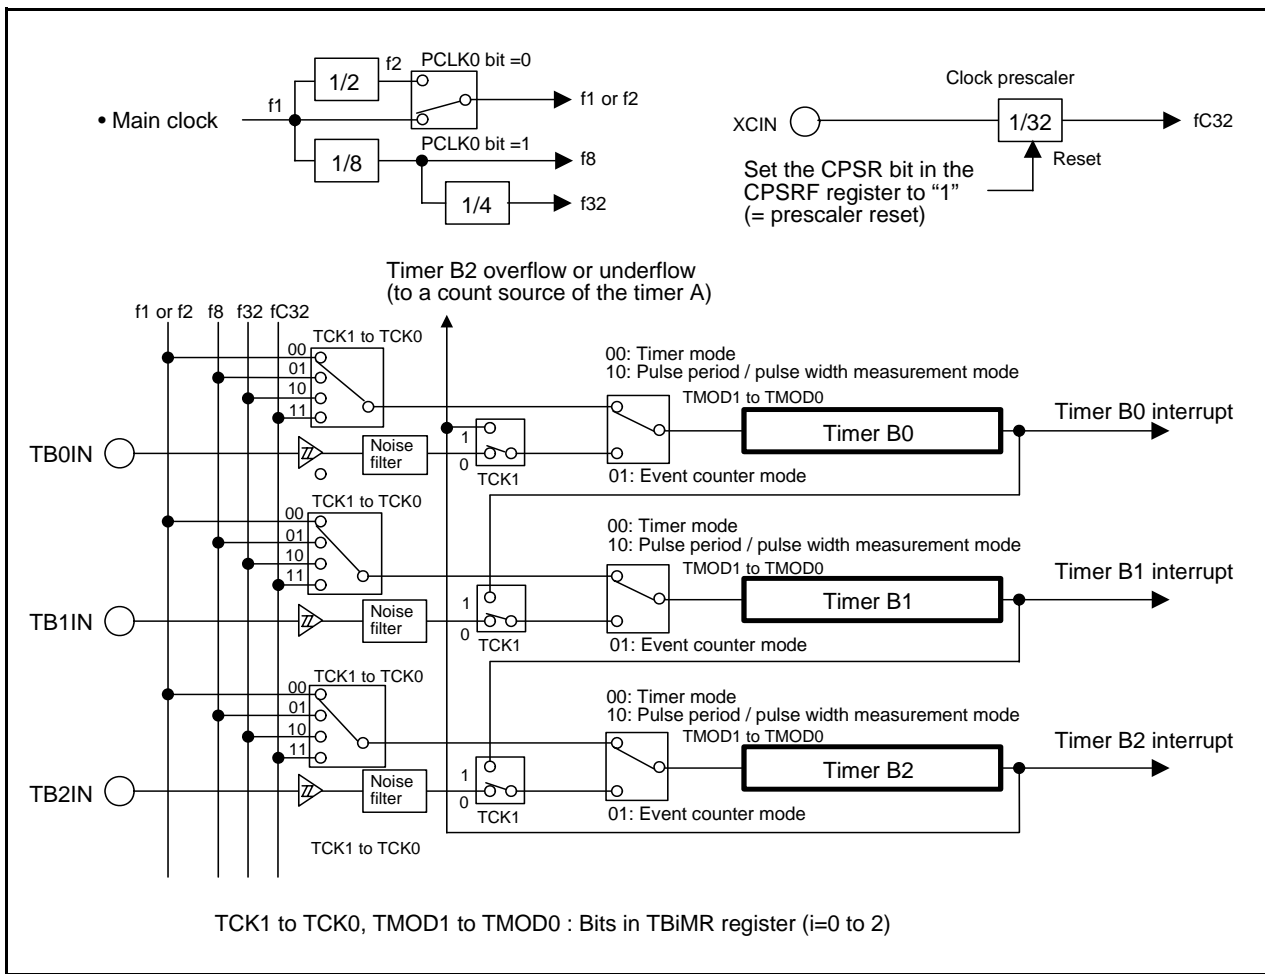 PCLK0 bit =0
f2
1/2
f1
• Main clock
f1 or f2
PCLK0 bit =1
1/8
f8
1/4
f32
Clock prescaler
XCIN
1/32
fC32
Reset
Set the CPSR bit in the
CPSRF register to “1”
(= prescaler reset)
Timer B2 overflow or underflow
(to a count source of the timer A)
f1 or f2 f8 f32 fC32
TCK1 to TCK0
00
01
10
11
00: Timer mode
10: Pulse period / pulse width measurement mode
TMOD1 to TMOD0
Timer B0
Timer B0 interrupt
TB0IN
Noise
filter
1
0
TCK1
01: Event counter mode
TCK1 to TCK0
00
01
10
11
00: Timer mode
10: Pulse period / pulse width measurement mode
TMOD1 to TMOD0
Timer B1
Timer B1 interrupt
TB1IN
Noise
filter
1
0
TCK1
01: Event counter mode
TCK1 to TCK0
00
01
10
11
00: Timer mode
10: Pulse period / pulse width measurement mode
TMOD1 to TMOD0
Timer B2
Timer B2 interrupt
TB2IN
Noise
filter
1
0
TCK1
01: Event counter mode
TCK1 to TCK0
TCK1 to TCK0, TMOD1 to TMOD0 : Bits in TBiMR register (i=0 to 2)